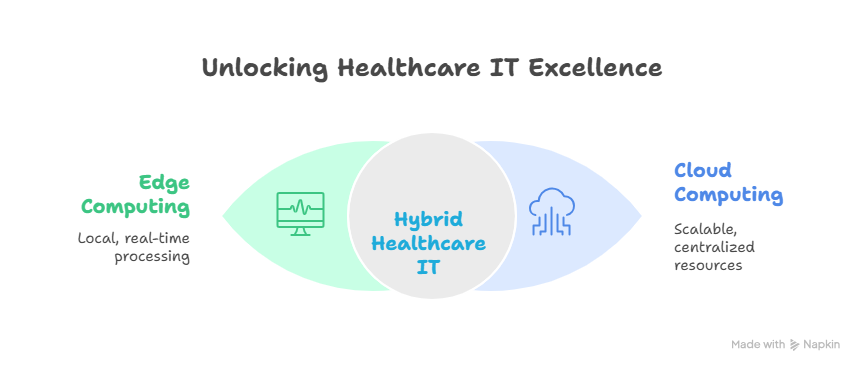 Unlocking Healthcare IT Excellence
Edge
Computing
Local, real-time
processing
Hybrid
Healthcare
IT
Cloud
Computing
Scalable,
centralized
resources
Made with Napkin